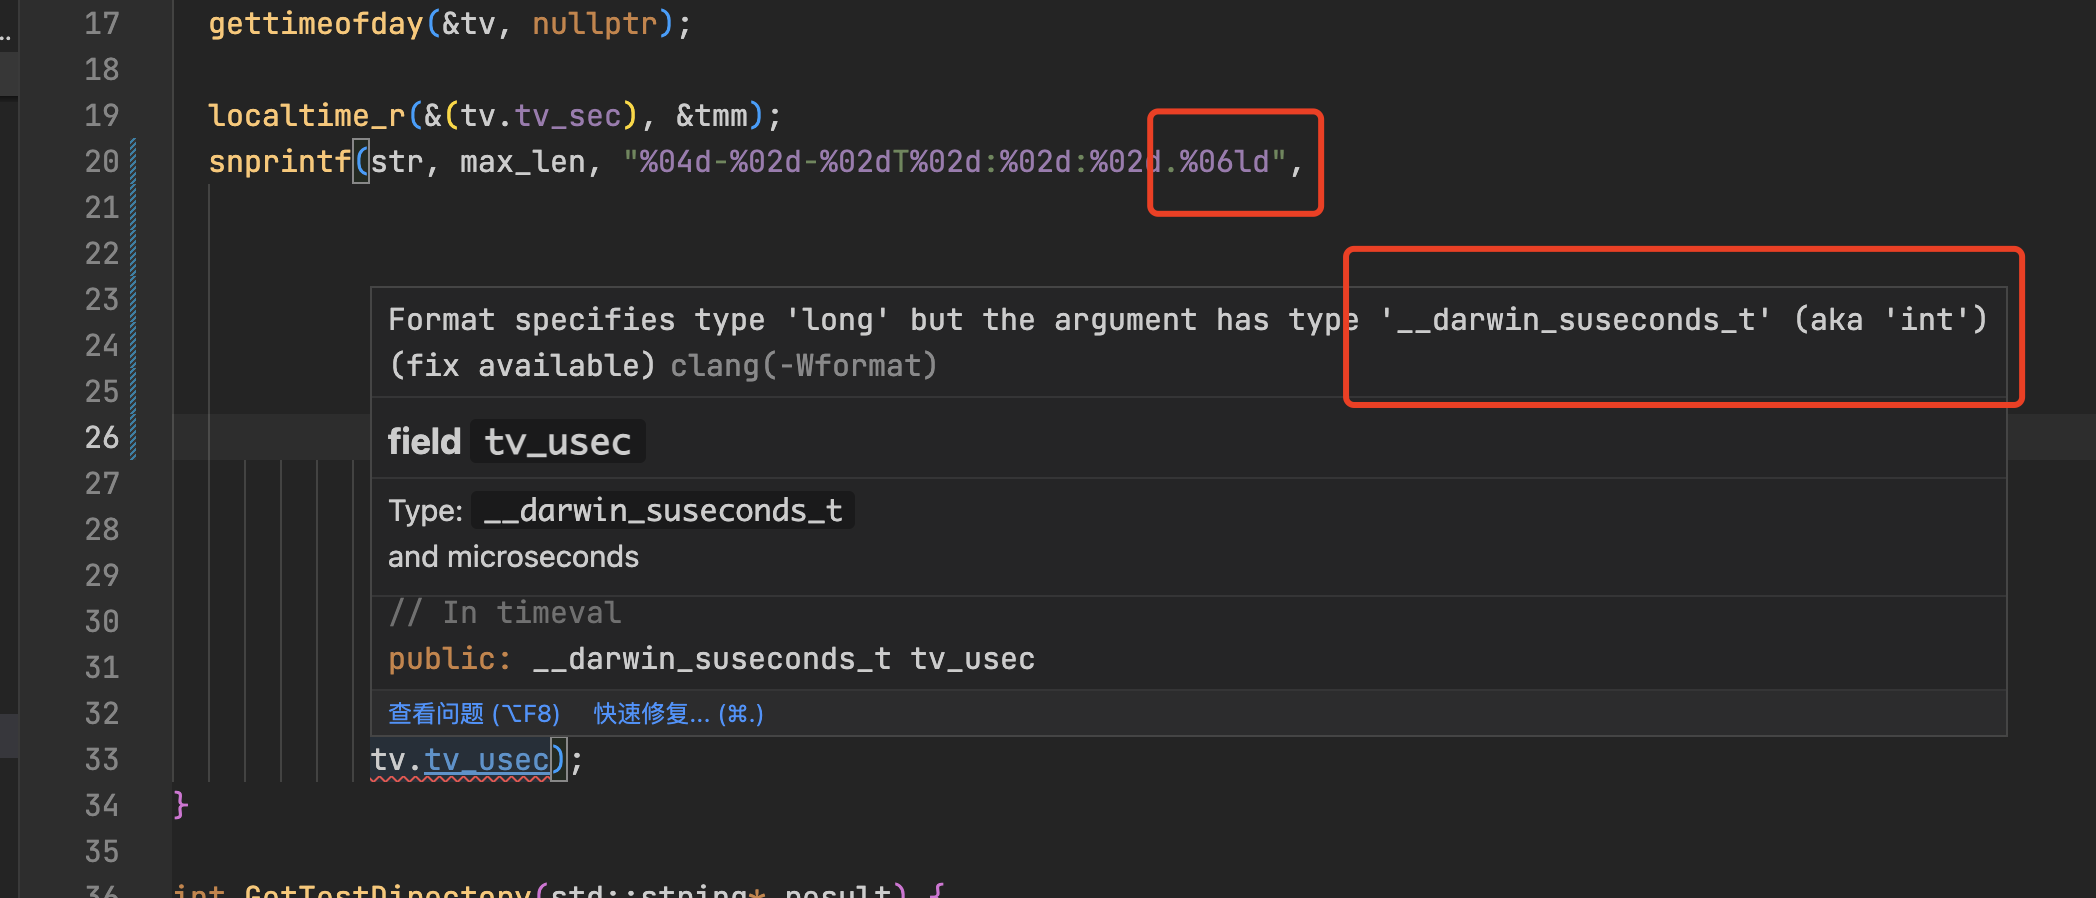 17 gettimeofday(&tv, nullptr);
18
19 localtime_r(&(tv.tv_sec), &tmm);
20 snprintf(str, max_len, "%04d-%02d-%02dT%02d:%02d:%02d.%06ld",
21
22
23
Format specifies type 'long' but the argument has type '__darwin_suseconds_t' (aka 'int')
24
(fix available) clang(-Wformat)
25
26 field tv_usec
27
28 Type: __darwin_suseconds_t
29 and microseconds
30 // In timeval
31 public: __darwin_suseconds_t tv_usec
32 查看问题 (⌥F8) 快速修复... (⌘.)
33 tv.tv_usec);
34 }
35
36 int GetTestDirectory(std::string* result) {